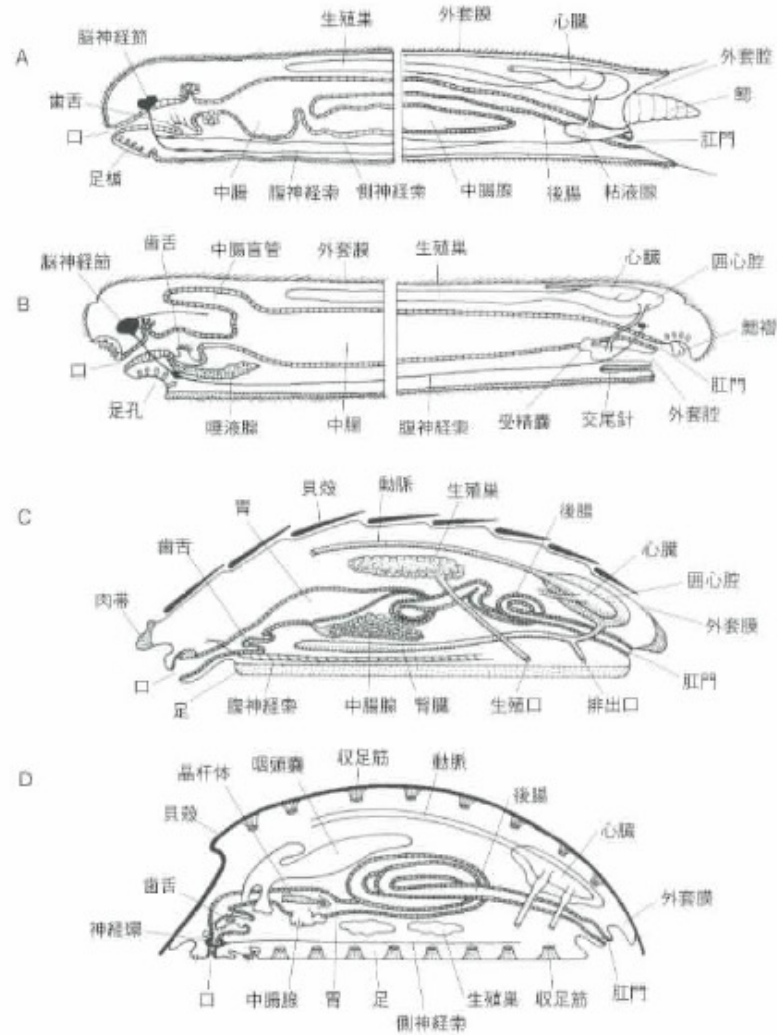 A
脳神経節
生殖巣
外套膜
心臓
外套腔
鰓
歯舌
口
足楯
中腸
腹神経索
側神経索
中腸腺
後腸
粘液腺
肛門
B
脳神経節
歯舌
中腸盲管
外套膜
生殖巣
心臓
囲心腔
鰓褶
口
足孔
唾液腺
中腸
腹神経索
受精嚢
交尾針
外套腔
肛門
C
胃
貝殻
動脈
生殖巣
後腸
歯舌
心臓
囲心腔
肉帯
外套膜
口
足
腹神経索
中腸腺
腎臓
生殖口
排出口
肛門
D
晶杆体
咽頭嚢
収足筋
動脈
後腸
貝殻
心臓
歯舌
外套膜
神経環
口
中腸腺
胃
足
側神経索
生殖巣
収足筋
肛門